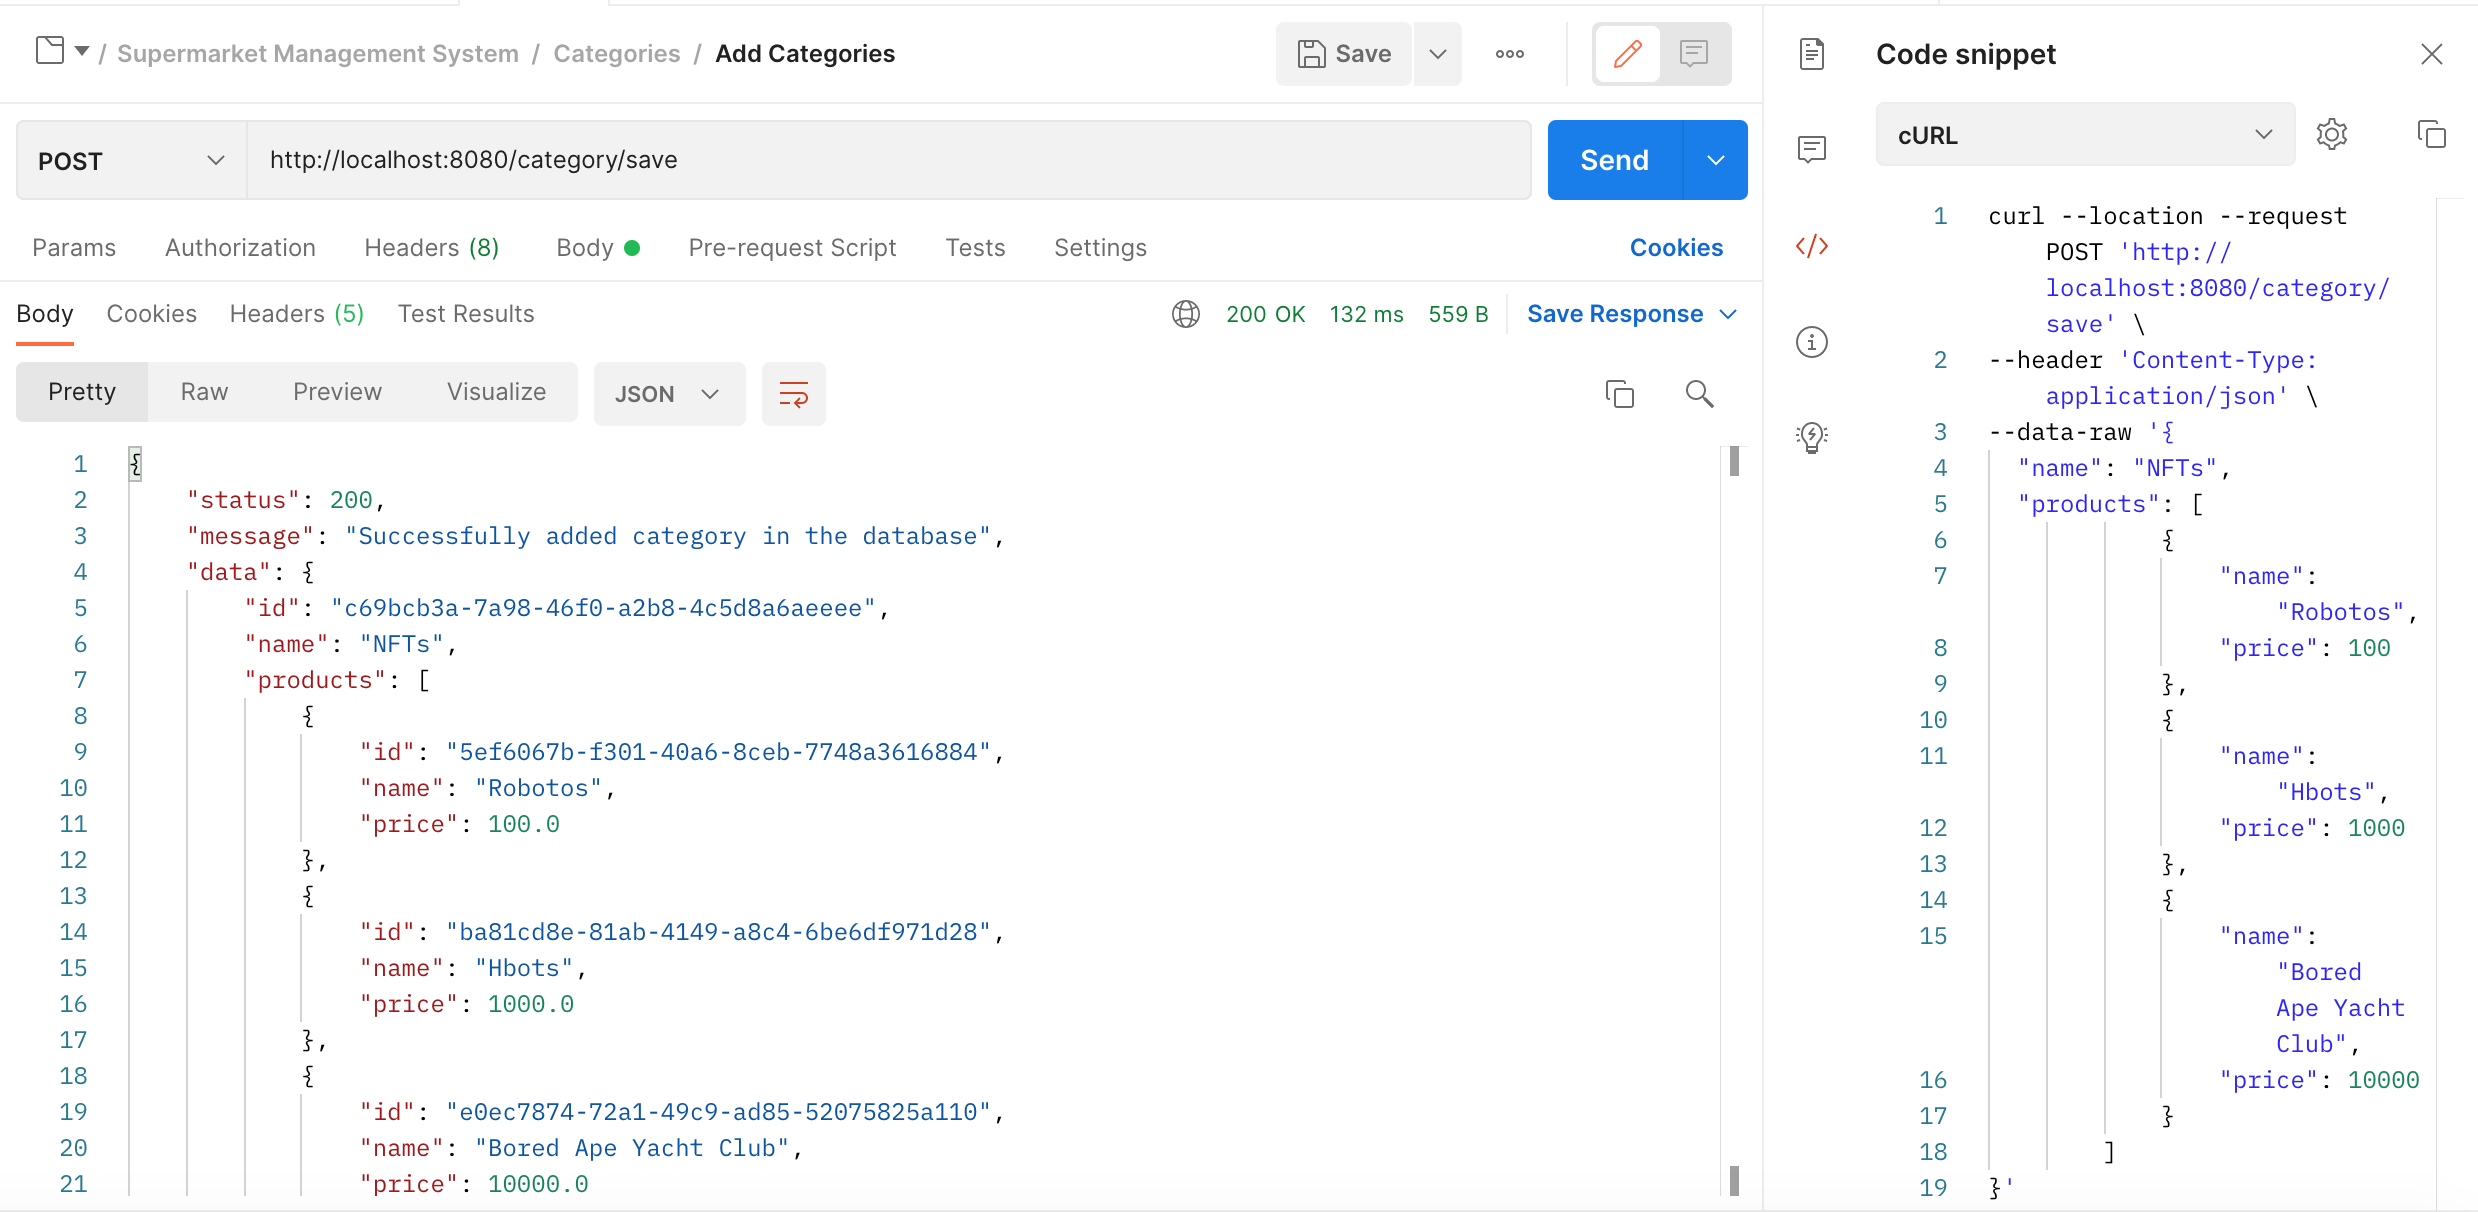 / Supermarket Management System / Categories / Add Categories
Save
POST
http://localhost:8080/category/save
Send
Params Authorization Headers (8) Body Pre-request Script Tests Settings Cookies
Body Cookies Headers (5) Test Results
200 OK 132 ms 559 B Save Response
Pretty Raw Preview Visualize JSON
1 {
2 "status": 200,
3 "message": "Successfully added category in the database",
4 "data": {
5 "id": "c69bcb3a-7a98-46f0-a2b8-4c5d8a6aeeee",
6 "name": "NFTs",
7 "products": [
8 {
9 "id": "5ef6067b-f301-40a6-8ceb-7748a3616884",
10 "name": "Robotos",
11 "price": 100.0
12 },
13 {
14 "id": "ba81cd8e-81ab-4149-a8c4-6be6df971d28",
15 "name": "Hbots",
16 "price": 1000.0
17 },
18 {
19 "id": "e0ec7874-72a1-49c9-ad85-52075825a110",
20 "name": "Bored Ape Yacht Club",
21 "price": 10000.0
Code snippet
cURL
1 curl --location --request
POST 'http://
localhost:8080/category/
save' \
2 --header 'Content-Type:
application/json' \
3 --data-raw '{
4 "name": "NFTs",
5 "products": [
6 {
7 "name":
"Robotos",
8 "price": 100
9 },
10 {
11 "name":
"Hbots",
12 "price": 1000
13 },
14 {
15 "name":
"Bored
Ape Yacht
Club",
16 "price": 10000
17 }
18 ]
19 }'